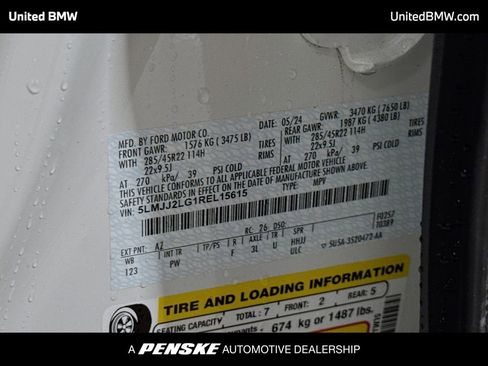 United BMW
UnitedBMW.com
MFD. BY FORD MOTOR CO.
DATE: 05/24 GVWR: 3470 KG ( 7650 LB)
FRONT GAWR: 1576 KG ( 3475 LB)
REAR GAWR: 1987 KG ( 4380 LB)
285/45R22 114H TIRES 285/45R22 114H TIRES
22x9.5J RIMS 22x9.5J RIMS
AT 270 kPa/ 39 PSI COLD AT 270 kPa/ 39 PSI COLD
THIS VEHICLE CONFORMS TO ALL APPLICABLE FEDERAL MOTOR VEHICLE
SAFETY STANDARDS IN EFFECT ON THE DATE OF MANUFACTURE SHOWN ABOVE.
VIN: 5LMJJ2LG1REL15615 TYPE MPV
EXT PNT: AZ RC: 26 DSO: F0257
WB INT TR TP/PS R AXLE TR SPR T0389
123 PW F 3L U HHJJ
ULC 5U5A-3520472-AA
TIRE AND LOADING INFORMATION
SEATING CAPACITY TOTAL: 7 FRONT: 2 REAR: 5
674 kg or 1487 lbs.
A PENSKE AUTOMOTIVE DEALERSHIP